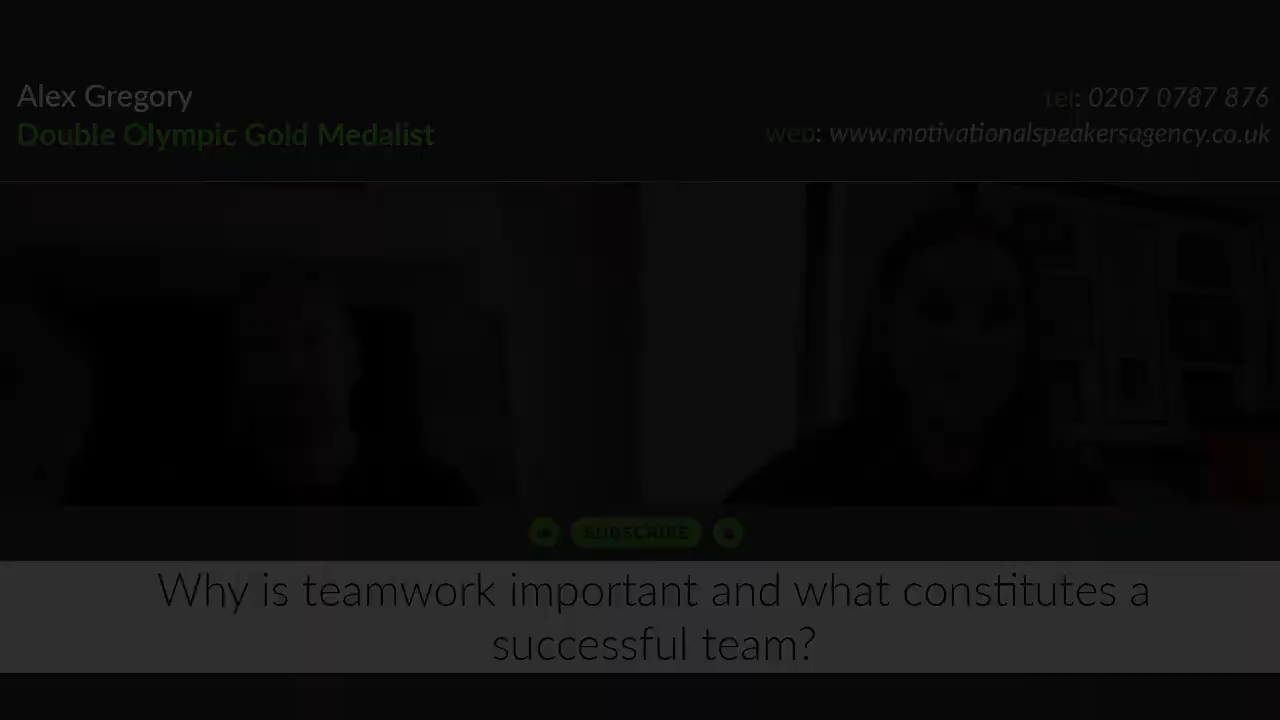 Alex Gregory
Double Olympic Gold Medalist
tel: 0207 0787 876
web: www.motivationalspeakersagency.co.uk
SUBSCRIBE
Why is teamwork important and what constitutes a
successful team?